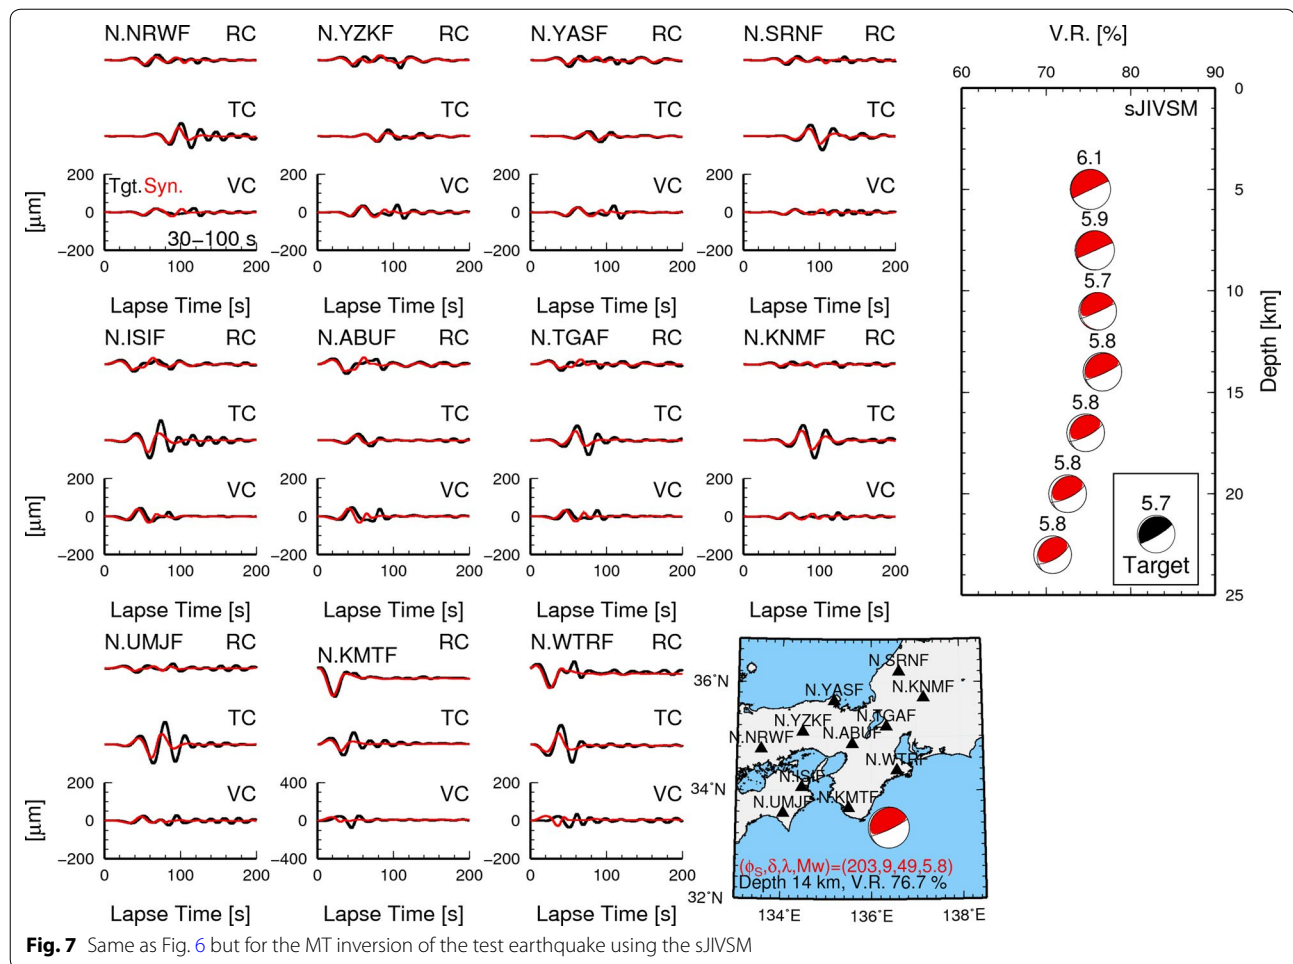 N.NRWF RC N.YZKF RC N.YASF RC N.SRNF RC
TC TC TC TC
Tgt. Syn. VC VC VC VC
200 200 200 200
[μm] 0 0 0 0
30−100 s
−200 −200 −200 −200
0 100 200 0 100 200 0 100 200 0 100 200
Lapse Time [s] Lapse Time [s] Lapse Time [s] Lapse Time [s]
N.ISIF RC N.ABUF RC N.TGAF RC N.KNMF RC
TC TC TC TC
VC VC VC VC
200 200 200 200
[μm] 0 0 0 0
−200 −200 −200 −200
0 100 200 0 100 200 0 100 200 0 100 200
Lapse Time [s] Lapse Time [s] Lapse Time [s] Lapse Time [s]
N.UMJF RC N.KMTF RC N.WTRF RC
TC TC TC
VC VC VC
200 400 200
[μm] 0 0 0
−200 −400 −200
0 100 200 0 100 200 0 100 200
Lapse Time [s] Lapse Time [s] Lapse Time [s]
V.R. [%]
60 70 80 90
0
sJIVSM
6.1
5
5.9
5.7
10
Depth [km]
5.8
15
5.8
5.8
20
5.8
5.7
Target
25
36°N
34°N
32°N
N.SRNF
N.KNMF
N.YASF
N.TGAF
N.YZKF
N.ABUF
N.NRWF
N.WTRF
N.ISIF
N.KMTF
N.UMJF
(ϕS,δ,λ,Mw)=(203,9,49,5.8)
Depth 14 km, V.R. 76.7 %
134°E 136°E 138°E
Fig. 7 Same as Fig. 6 but for the MT inversion of the test earthquake using the sJIVSM